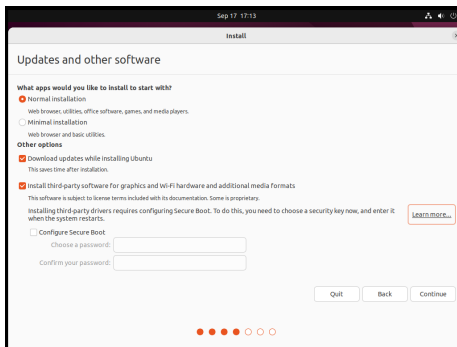 Sep 17 17:13
Install
Updates and other software
What apps would you like to install to start with?
Normal installation
Web browser, utilities, office software, games, and media players.
Minimal installation
Web browser and basic utilities.
Other options
Download updates while installing Ubuntu
This saves time after installation.
Install third-party software for graphics and Wi-Fi hardware and additional media formats
This software is subject to license terms included with its documentation. Some is proprietary.
Installing third-party drivers requires configuring Secure Boot. To do this, you need to choose a security key now, and enter it
when the system restarts.
Learn more...
Configure Secure Boot
Choose a password:
Confirm your password:
Quit Back Continue